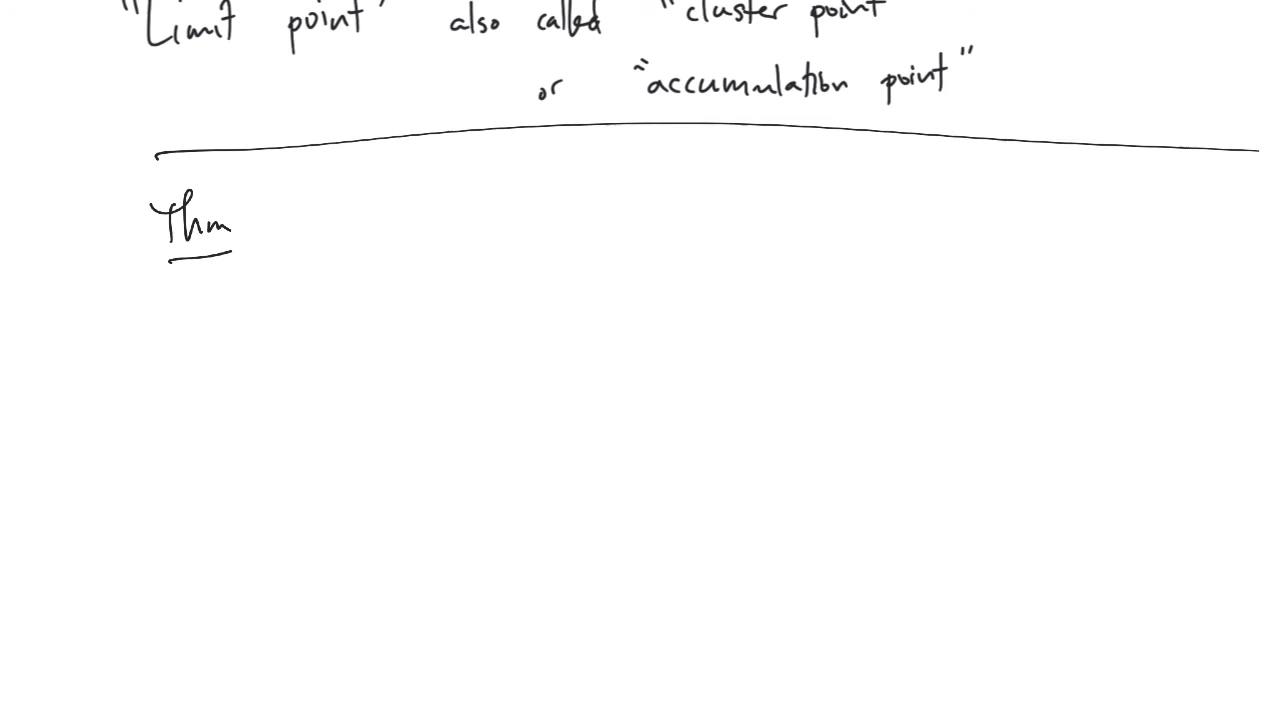 "Limit point" also called "cluster point
or "accumulation point"
Thm